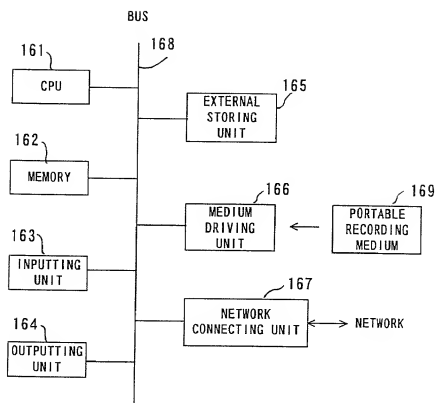 BUS
161
168
CPU
165
EXTERNAL
STORING
UNIT
162
MEMORY
166
169
MEDIUM
DRIVING
UNIT
PORTABLE
RECORDING
MEDIUM
163
INPUTTING
UNIT
167
NETWORK
CONNECTING UNIT
NETWORK
164
OUTPUTTING
UNIT